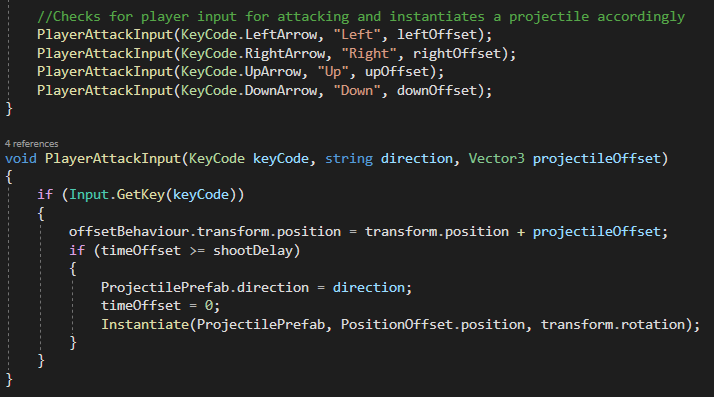 //Checks for player input for attacking and instantiates a projectile accordingly
PlayerAttackInput(KeyCode.LeftArrow, "Left", leftOffset);
PlayerAttackInput(KeyCode.RightArrow, "Right", rightOffset);
PlayerAttackInput(KeyCode.UpArrow, "Up", upOffset);
PlayerAttackInput(KeyCode.DownArrow, "Down", downOffset);
}
4 references
void PlayerAttackInput(KeyCode keyCode, string direction, Vector3 projectileOffset)
{
if (Input.GetKey(keyCode))
{
offsetBehaviour.transform.position = transform.position + projectileOffset;
if (timeOffset >= shootDelay)
{
ProjectilePrefab.direction = direction;
timeOffset = 0;
Instantiate(ProjectilePrefab, PositionOffset.position, transform.rotation);
}
}
}